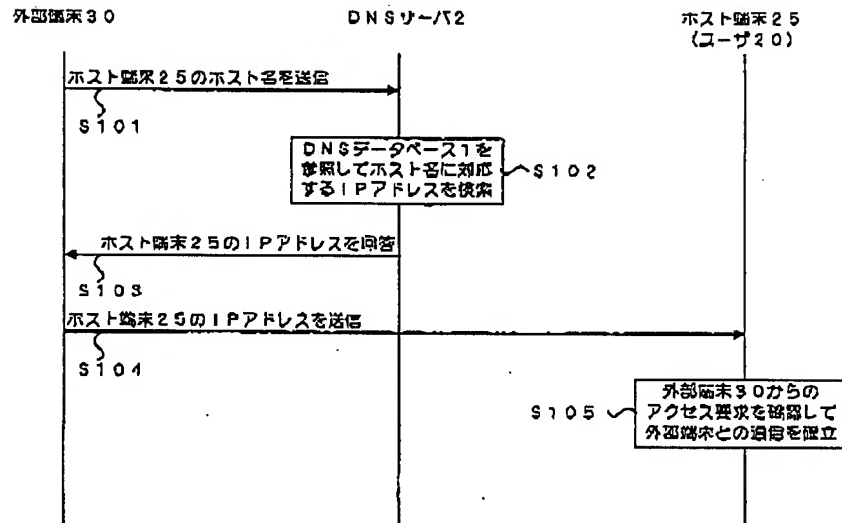 外部端末30
DNSサーバ2
ホスト端末25
(ユーザ20)
ホスト端末25のホスト名を送信
S101
DNSデータベース1を
参照してホスト名に対応
するIPアドレスを検索
S102
ホスト端末25のIPアドレスを回答
S103
ホスト端末25のIPアドレスを送信
S104
外部端末30からの
アクセス要求を確認して
外部端末との通信を確立
S105